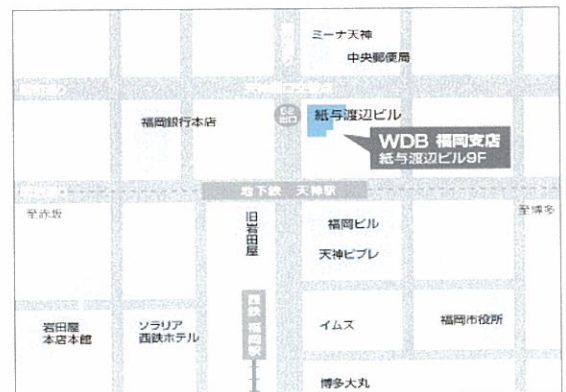 ミーナ天神
中央郵便局
福岡銀行本店
紙与渡辺ビル
WDB 福岡支店
紙与渡辺ビル9F
地下鉄 天神駅
至赤坂
至博多
旧岩田屋
福岡ビル
天神ビブレ
西鉄 福岡駅
岩田屋
本店本館
ソラリア
西鉄ホテル
イムズ
福岡市役所
博多大丸